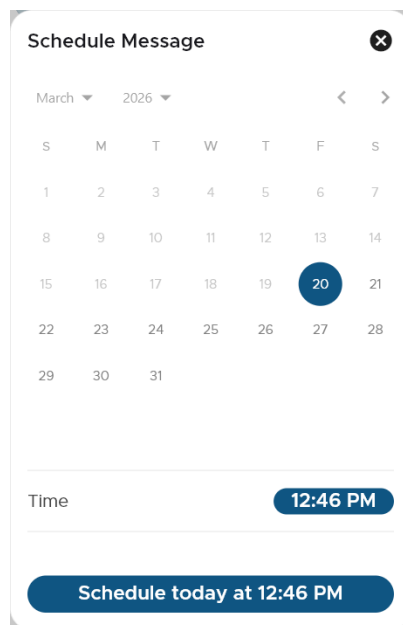 Schedule Message
March 2026
S M T W T F S
1 2 3 4 5 6 7
8 9 10 11 12 13 14
15 16 17 18 19 20 21
22 23 24 25 26 27 28
29 30 31
Time 12:46 PM
Schedule today at 12:46 PM